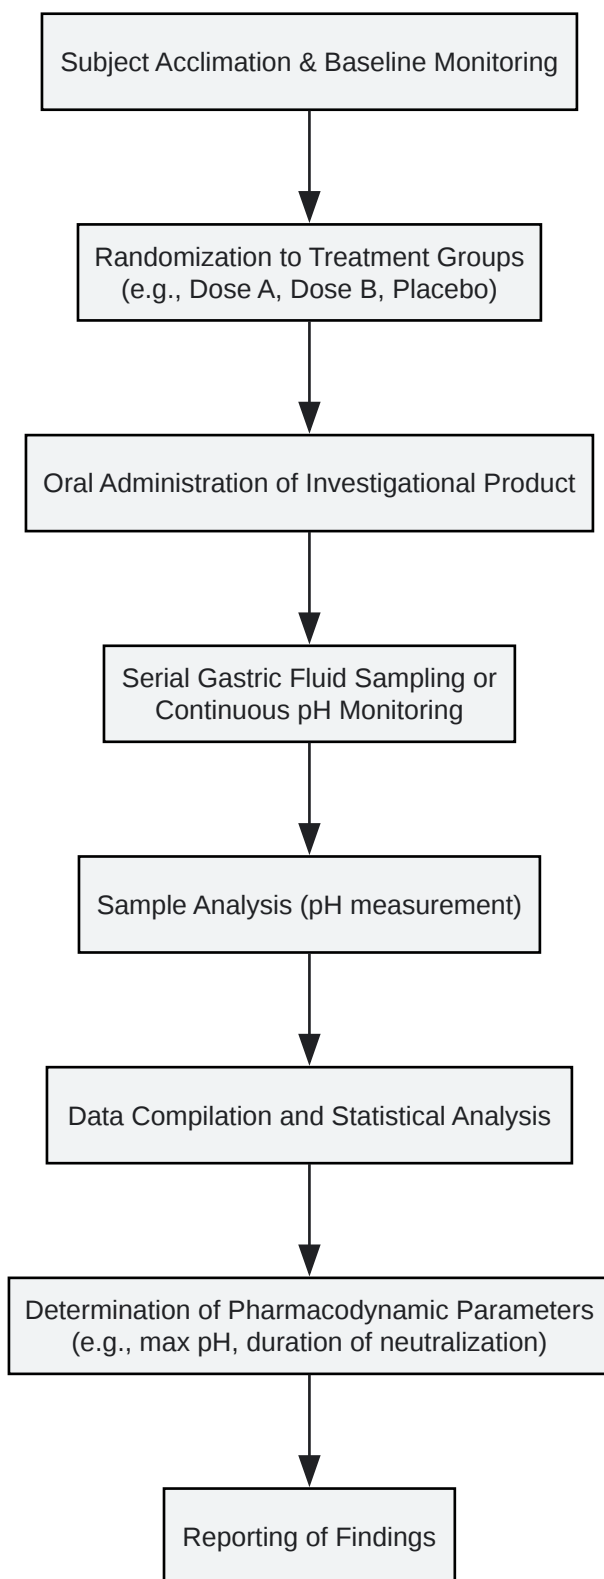 Subject Acclimation & Baseline Monitoring
Randomization to Treatment Groups
(e.g., Dose A, Dose B, Placebo)
Oral Administration of Investigational Product
Serial Gastric Fluid Sampling or
Continuous pH Monitoring
Sample Analysis (pH measurement)
Data Compilation and Statistical Analysis
Determination of Pharmacodynamic Parameters
(e.g., max pH, duration of neutralization)
Reporting of Findings